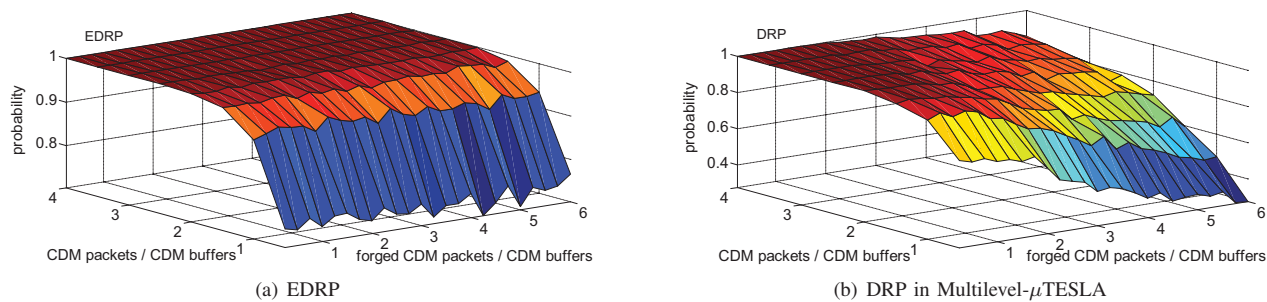 EDRP
1
0.9
0.8
probability
4
3
2
1
CDM packets / CDM buffers
1
2
3
4
5
6
forged CDM packets / CDM buffers
(a) EDRP
DRP
1
0.8
0.6
0.4
probability
4
3
2
1
CDM packets / CDM buffers
1
2
3
4
5
6
forged CDM packets / CDM buffers
(b) DRP in Multilevel-μTESLA